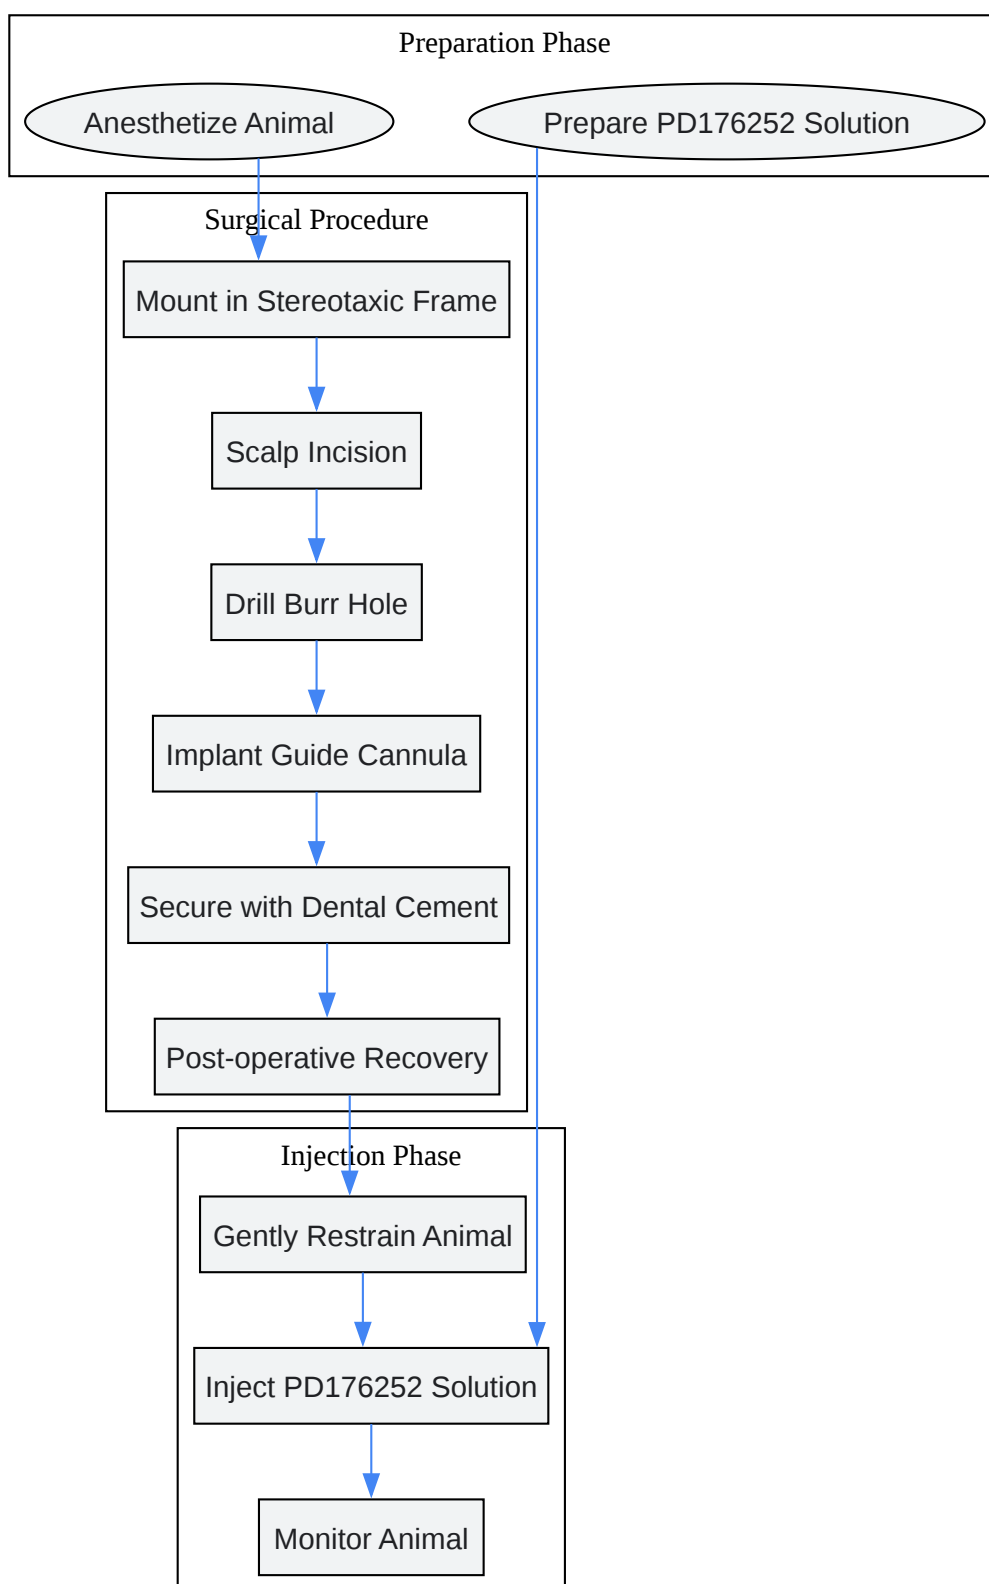 Preparation Phase
Anesthetize Animal
Prepare PD176252 Solution
Surgical Procedure
Mount in Stereotaxic Frame
Scalp Incision
Drill Burr Hole
Implant Guide Cannula
Secure with Dental Cement
Post-operative Recovery
Injection Phase
Gently Restrain Animal
Inject PD176252 Solution
Monitor Animal